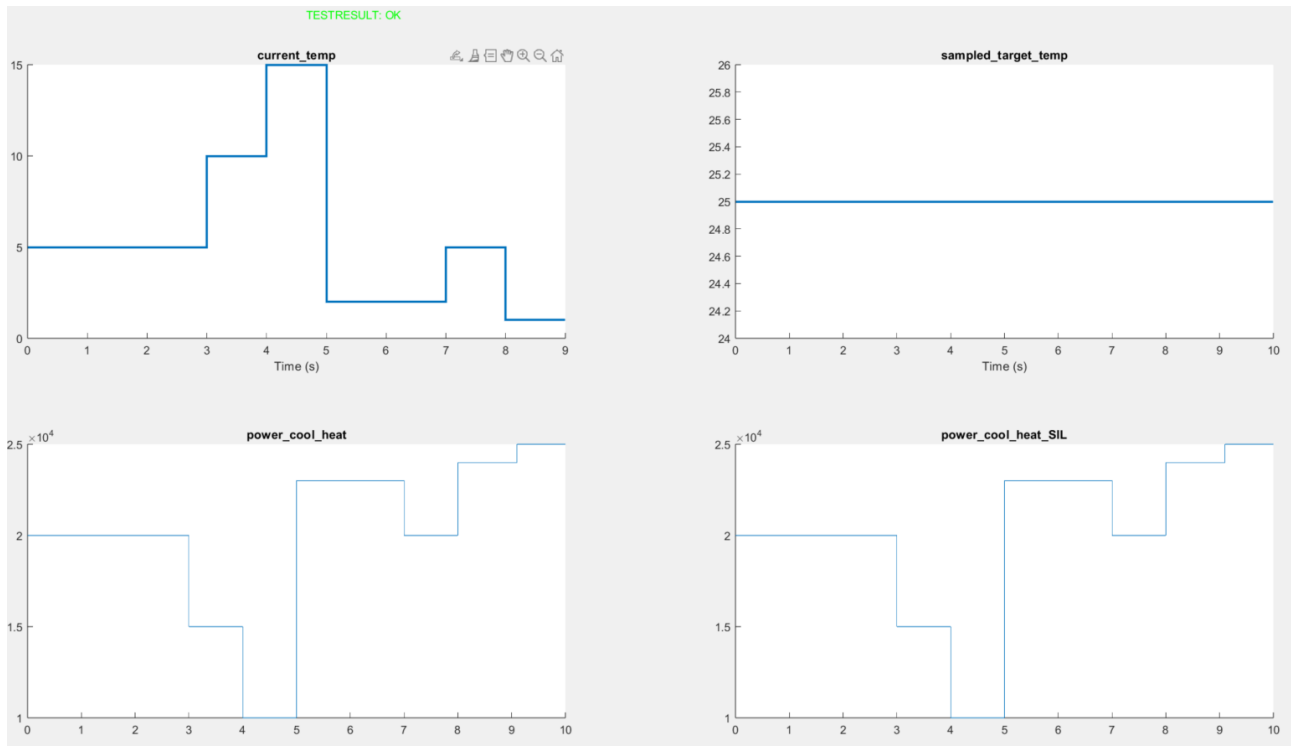 TESTRESULT: OK
current_temp
15
10
5
0
0 1 2 3 4 5 6 7 8 9
Time (s)
sampled_target_temp
26
25.8
25.6
25.4
25.2
25
24.8
24.6
24.4
24.2
24
0 1 2 3 4 5 6 7 8 9 10
Time (s)
power_cool_heat
×10⁴
2.5
2
1.5
1
0 1 2 3 4 5 6 7 8 9 10
power_cool_heat_SIL
×10⁴
2.5
2
1.5
1
0 1 2 3 4 5 6 7 8 9 10